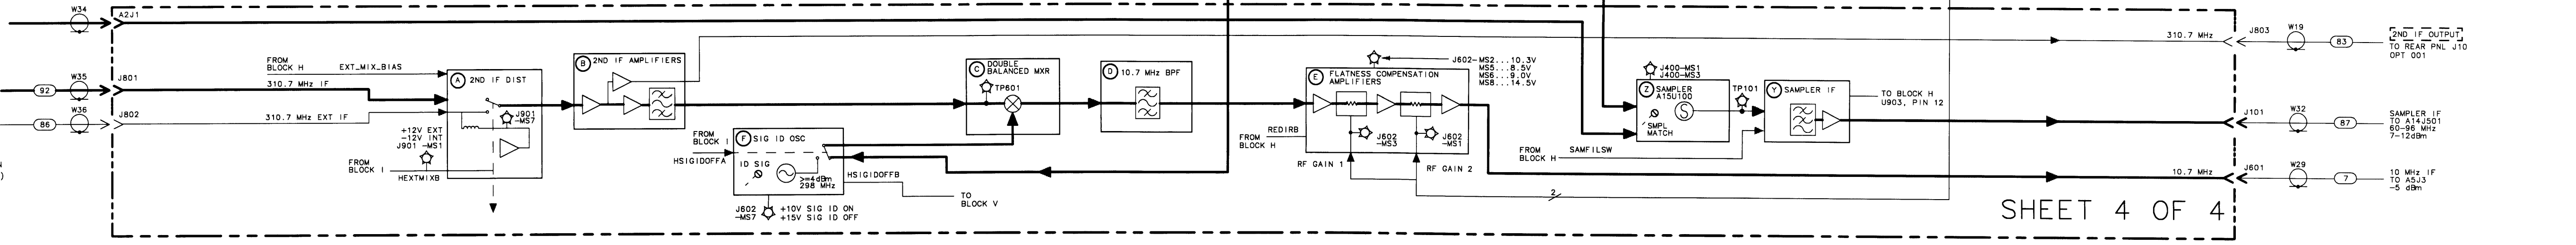 W34
A2J1
W35
J801
92
W36
J802
86
)
FROM
BLOCK H
EXT_MIX_BIAS
310.7 MHz IF
310.7 MHz EXT IF
+12V EXT
-12V INT
J901 -MS1
FROM
BLOCK I
HEXTMIXB
A 2ND IF DIST
J901
-MS7
B 2ND IF AMPLIFIERS
FROM
BLOCK I
HSIGIDOFFA
F SIG ID OSC
ID SIG
>=4dBm
298 MHz
HSIGIDOFFB
TO
BLOCK V
J602
-MS7
+10V SIG ID ON
+15V SIG ID OFF
C DOUBLE
BALANCED MXR
TP601
D 10.7 MHz BPF
E FLATNESS COMPENSATION
AMPLIFIERS
J602-MS2...10.3V
MS5...8.5V
MS6...9.0V
MS8...14.5V
REDIRB
FROM
BLOCK H
J602
-MS3
J602
-MS1
RF GAIN 1
RF GAIN 2
2
J400-MS1
J400-MS3
Z SAMPLER
A15U100
S
SMPL
MATCH
TP101
Y SAMPLER IF
TO BLOCK H
U903, PIN 12
FROM
BLOCK H
SAMFILSW
310.7 MHz
J803
W19
83
2ND IF OUTPUT
TO REAR PNL J10
OPT 001
J101
W32
87
SAMPLER IF
TO A14J501
60-96 MHz
7-12dBm
10.7 MHz
J601
W29
7
10 MHz IF
TO A5J3
-5 dBm
SHEET 4 OF 4